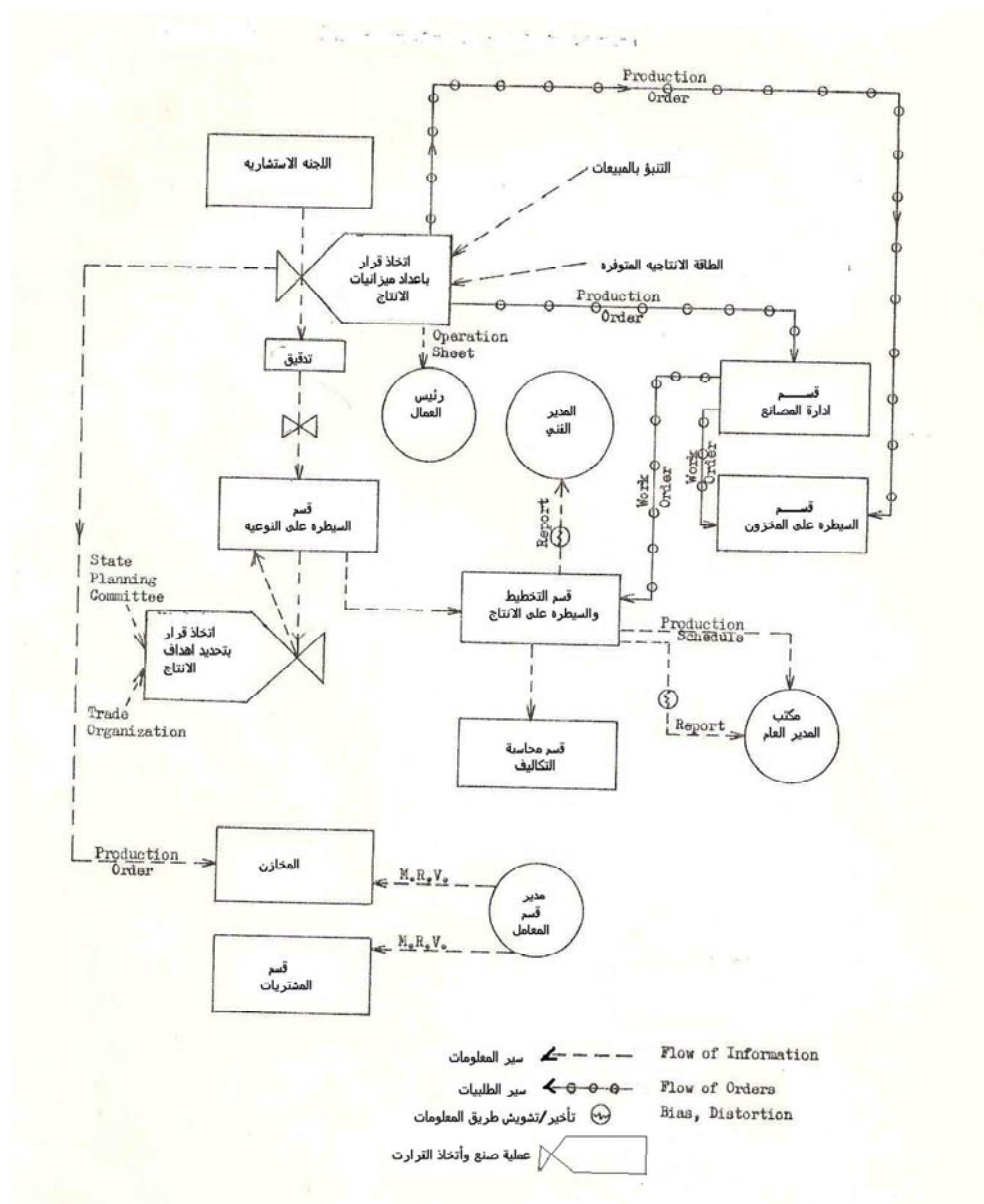 Production
Order
اللجنه الاستشاريه
التنبؤ بالمبيعات
اتخاذ قرار
باعداد ميزانيات
الانتاج
الطاقة الانتاجيه المتوفره
Production
Order
Operation
Sheet
تدقيق
رئيس
العمال
المدير
الفني
قســـم
ادارة المصانع
Work
Order
Work
Order
قســـم
السيطره على المخزون
قسم
السيطره على النوعيه
Report
State
Planning
Committee
قسم التخطيط
والسيطره على الانتاج
Production
Schedule
اتخاذ قرار
بتحديد اهداف
الانتاج
Trade
Organization
Report
مكتب
المدير العام
قسم محاسبة
التكاليف
Production
Order
المخازن
M.R.V.
مدير
قسم
المعامل
M.R.V.
قسم
المشتريات
سير المعلومات
Flow of Information
سير الطلبيات
Flow of Orders
تأخير/تشويش طريق المعلومات
Bias, Distortion
عملية صنع وأتخاذ القرارت